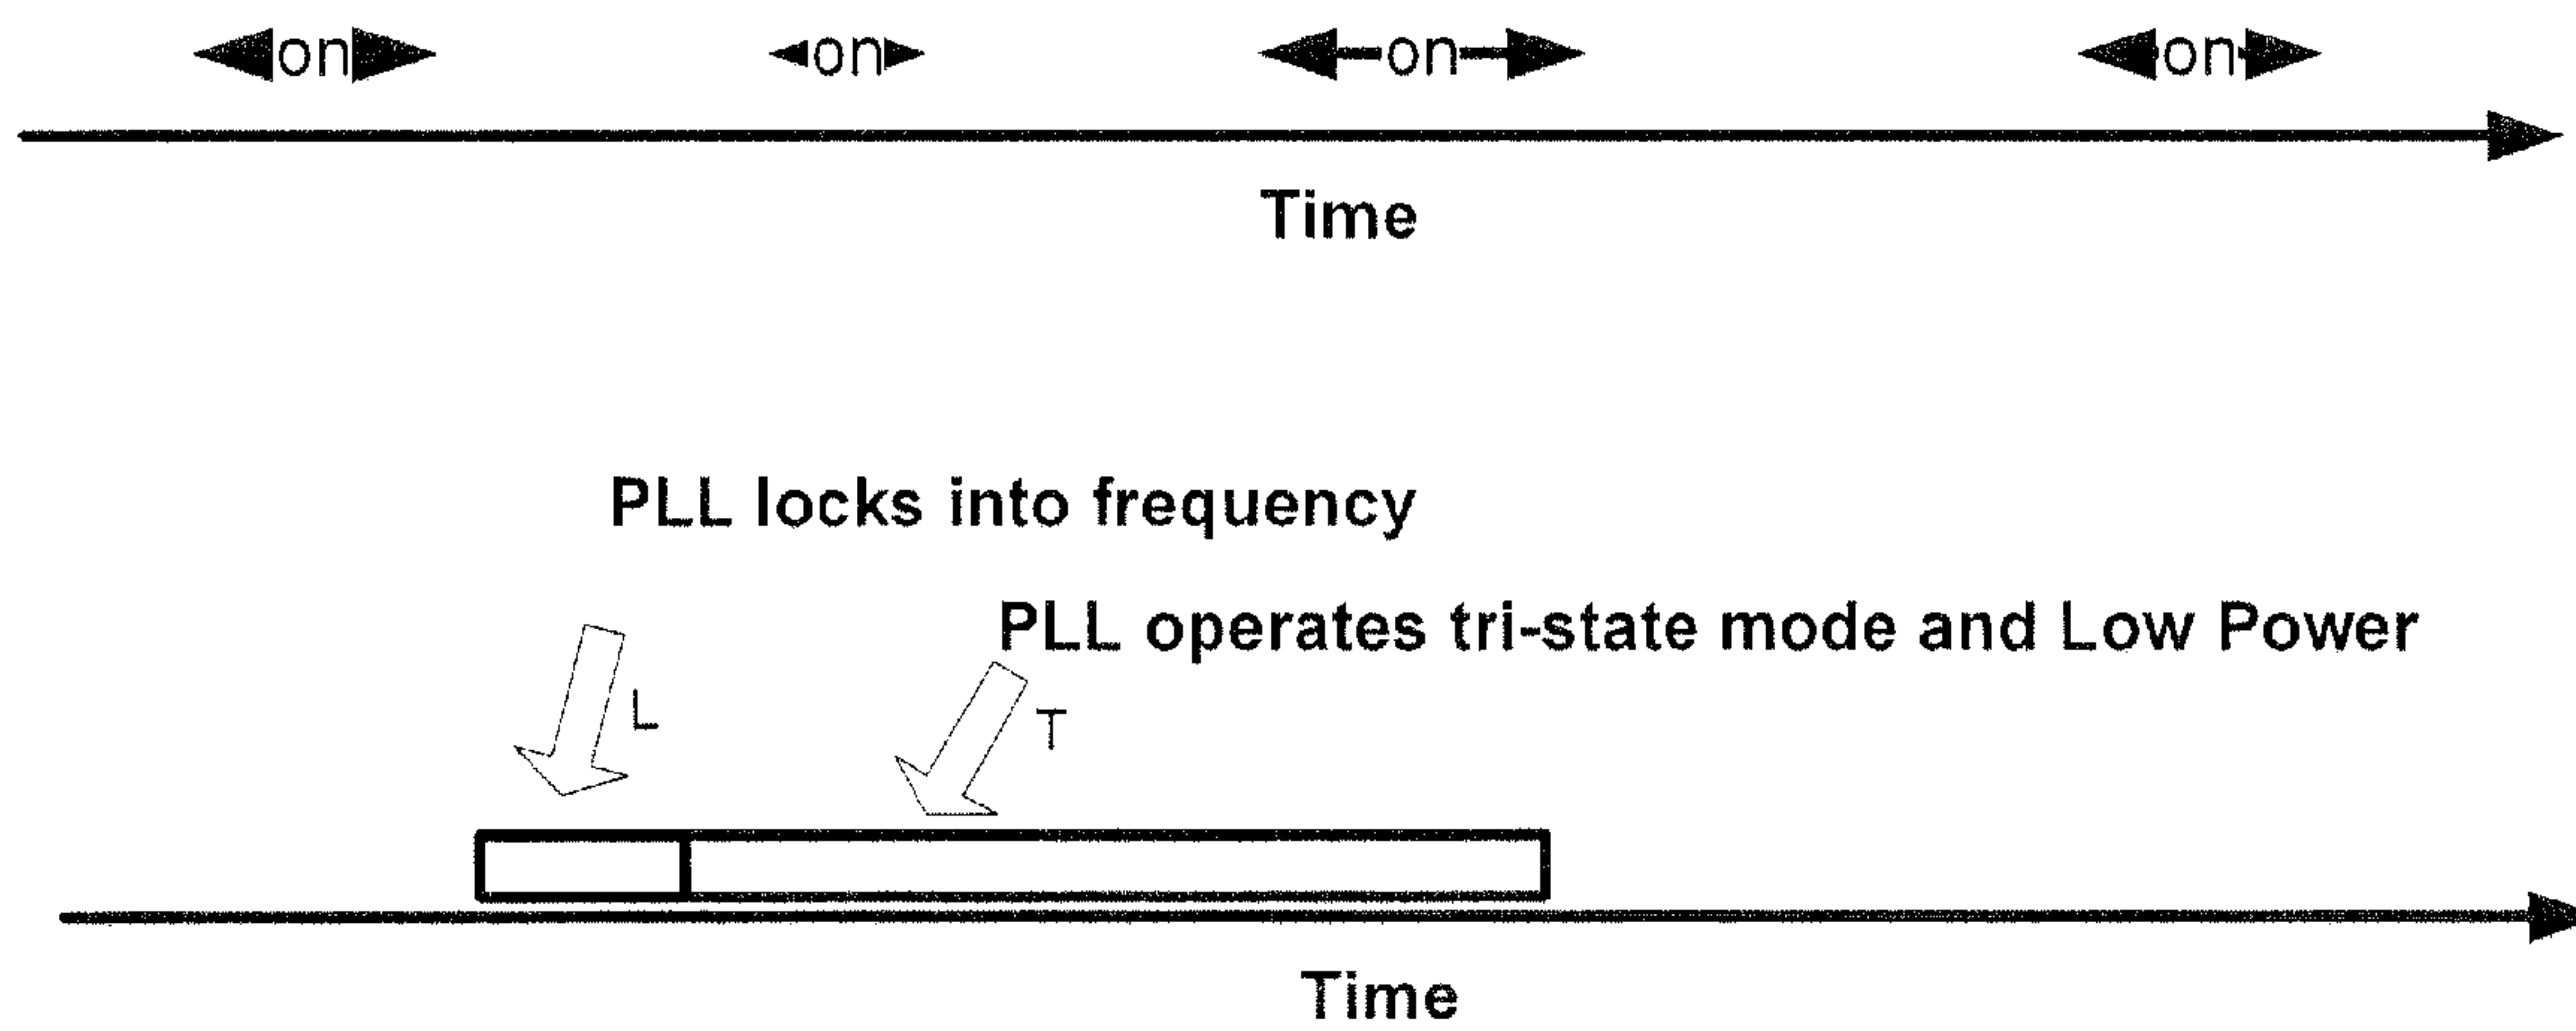 on on on on
Time
PLL locks into frequency
PLL operates tri-state mode and Low Power
L
T
Time